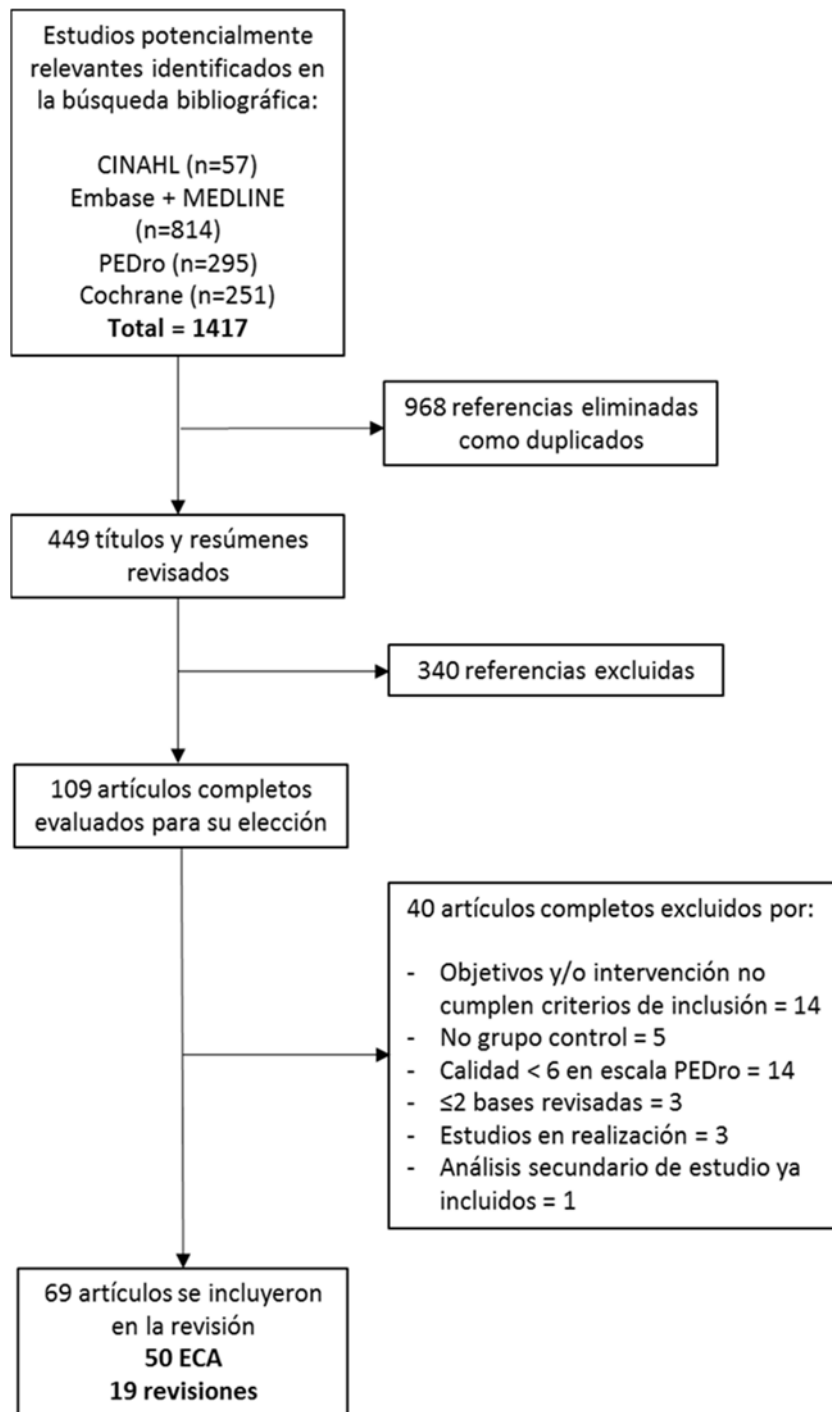 Estudios potencialmente
relevantes identificados en
la búsqueda bibliográfica:
CINAHL (n=57)
Embase + MEDLINE
(n=814)
PEDro (n=295)
Cochrane (n=251)
Total = 1417
968 referencias eliminadas
como duplicados
449 títulos y resúmenes
revisados
340 referencias excluidas
109 artículos completos
evaluados para su elección
40 artículos completos excluidos por:
- Objetivos y/o intervención no
cumplen criterios de inclusión = 14
- No grupo control = 5
- Calidad < 6 en escala PEDro = 14
- ≤2 bases revisadas = 3
- Estudios en realización = 3
- Análisis secundario de estudio ya
incluidos = 1
69 artículos se incluyeron
en la revisión
50 ECA
19 revisiones